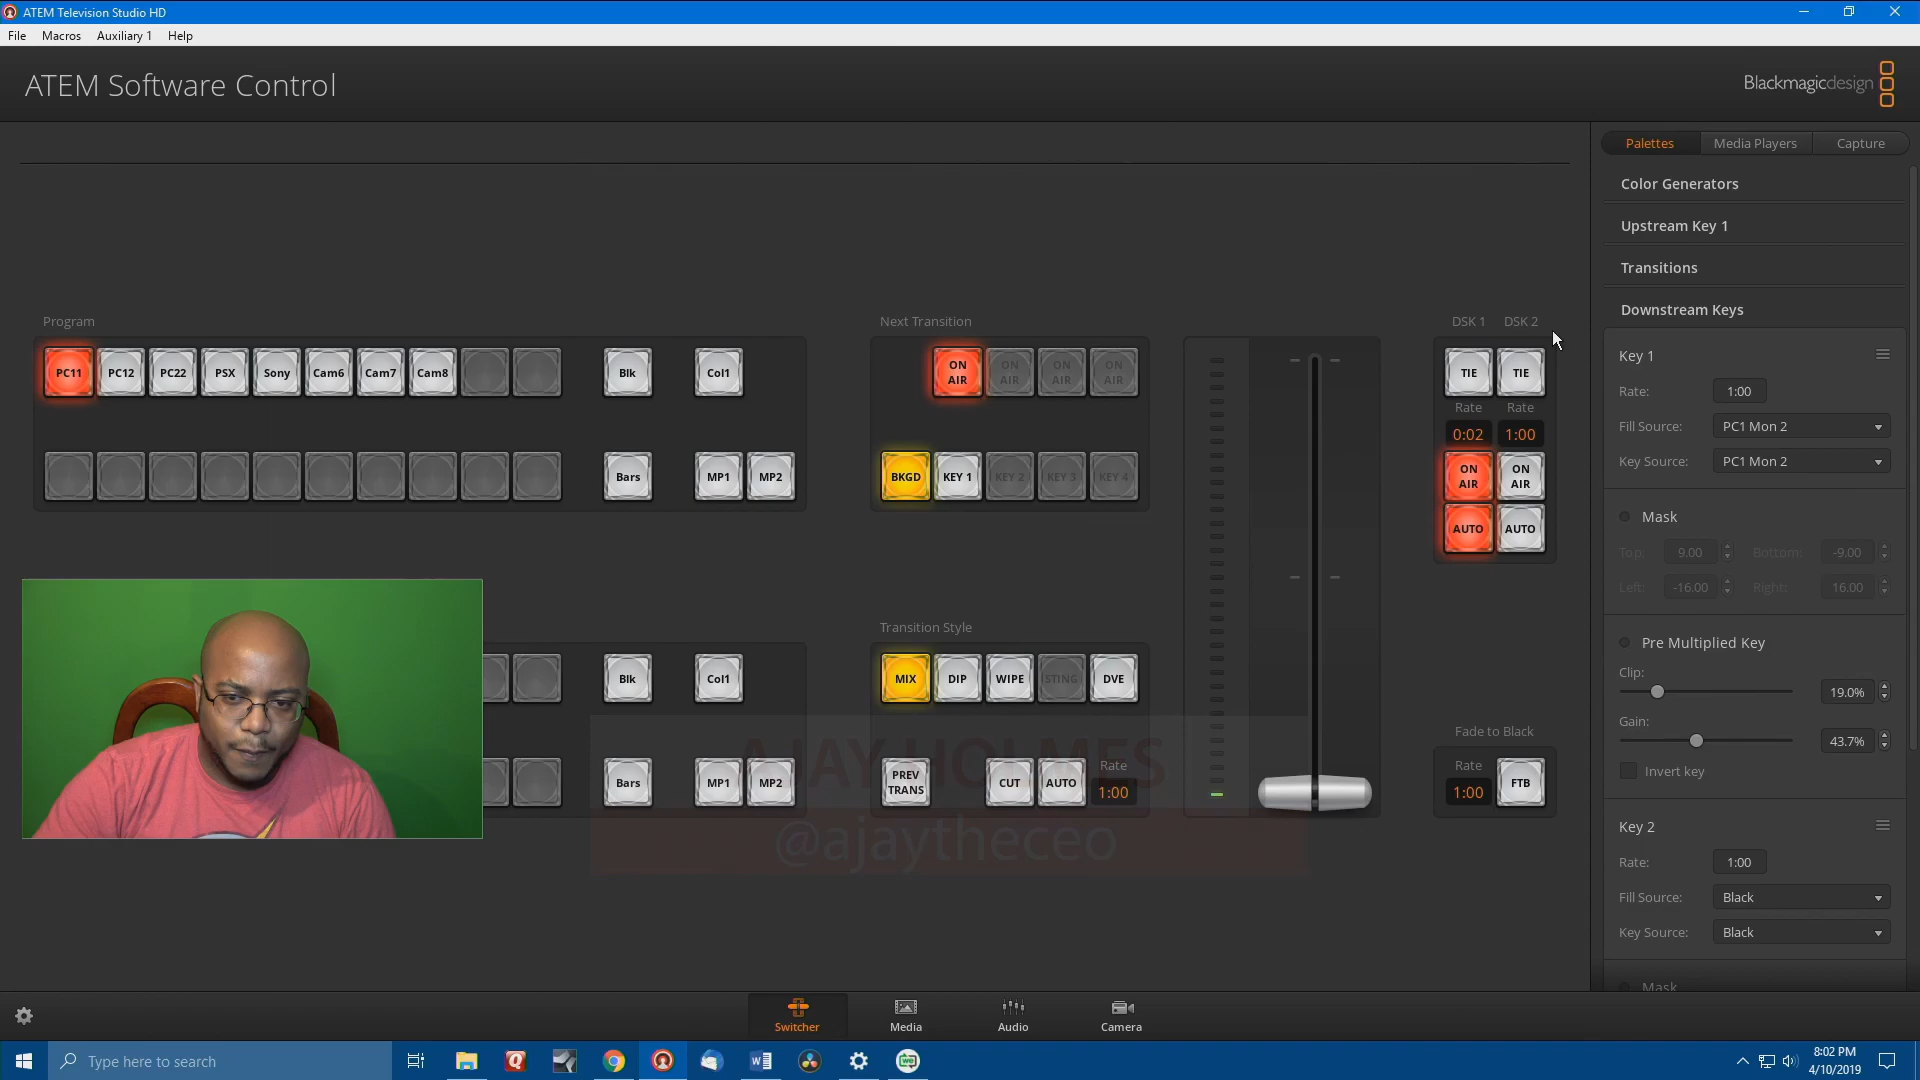 ATEM Television Studio HD
File Macros Auxiliary 1 Help
ATEM Software Control
Blackmagicdesign
Palettes Media Players Capture
Color Generators
Upstream Key 1
Transitions
Downstream Keys
Program
Next Transition
DSK 1 DSK 2
PC11 PC12 PC22 PSX Sony Cam6 Cam7 Cam8 Blk Col1
ON AIR ON AIR ON AIR ON AIR
TIE TIE
Rate Rate
0:02 1:00
Bars MP1 MP2
BKGD KEY 1 KEY 2 KEY 3 KEY 4
ON AIR ON AIR
AUTO AUTO
Key 1
Rate: 1:00
Fill Source: PC1 Mon 2
Key Source: PC1 Mon 2
Mask
Top: 9.00 Bottom: -9.00
Left: -16.00 Right: 16.00
Pre Multiplied Key
Clip:
19.0%
Gain:
43.7%
Invert key
Transition Style
Blk Col1
MIX DIP WIPE STING DVE
Fade to Black
Bars MP1 MP2
PREV TRANS CUT AUTO
Rate
1:00
Rate
1:00
FTB
AJAY HOLMES
@ajaytheceo
Key 2
Rate: 1:00
Fill Source: Black
Key Source: Black
Mask
Switcher Media Audio Camera
Type here to search
8:02 PM
4/10/2019